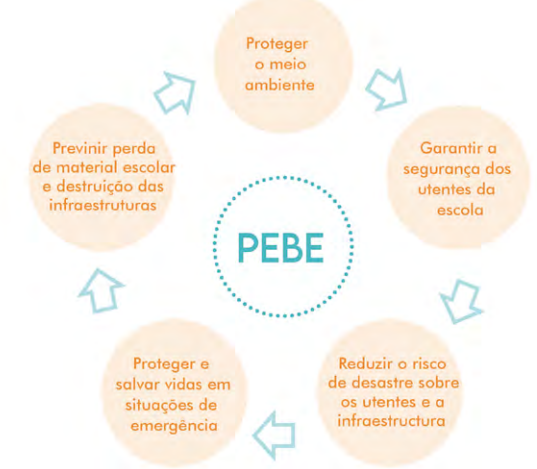 Proteger
o meio
ambiente
Garantir a
segurança dos
utentes da
escola
Reduzir o risco
de desastre sobre
os utentes e a
infraestructura
Proteger e
salvar vidas em
situações de
emergência
Previnir perda
de material escolar
e destruição das
infraestruturas
PEBE